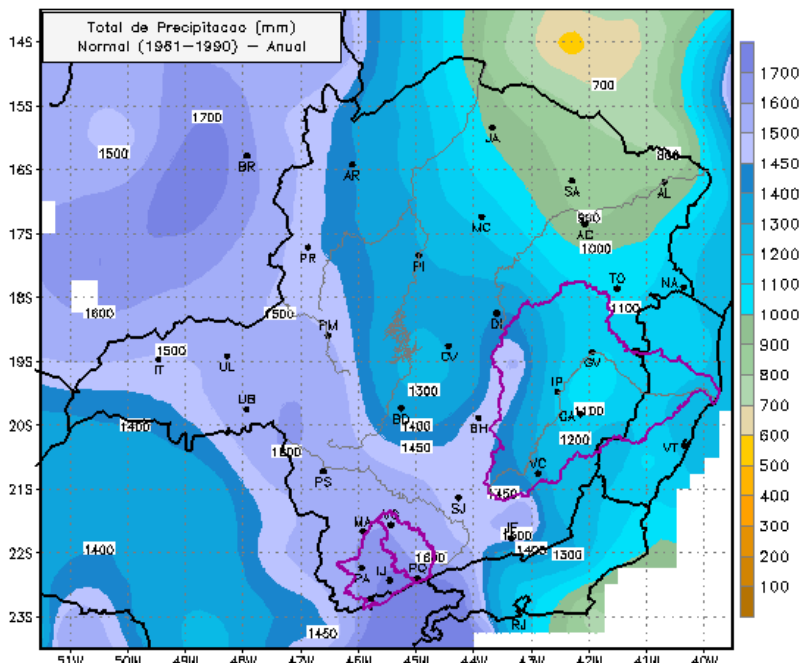 Total de Precipitacao (mm)
Normal (1961-1990) - Anual
14S
15S
16S
17S
18S
19S
20S
21S
22S
23S
51W
50W
49W
48W
47W
46W
45W
44W
43W
42W
41W
40W
1700
1600
1500
1450
1400
1300
1200
1100
1000
900
800
700
600
500
400
300
200
100
700
1700
1500
JA
BR
AR
SA
AL
MC
AC
1000
PR
PI
TO
NA
1100
1600
1500
DI
PM
1500
IT
UL
CV
GV
1300
IP
UB
BD
CA
1100
1400
1400
BH
1200
VT
1450
PS
VC
1450
SJ
MA
JF
1400
1300
1400
PA
IJ
PQ
1450
RJ